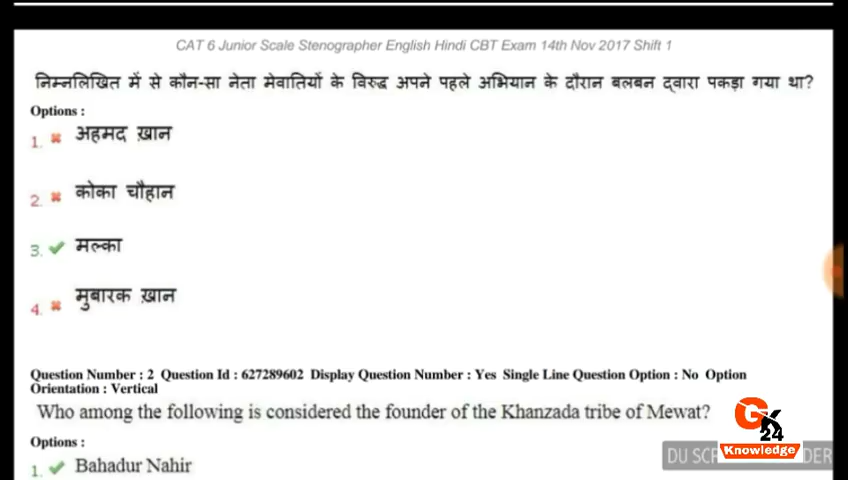 CAT 6 Junior Scale Stenographer English Hindi CBT Exam 14th Nov 2017 Shift 1
निम्नलिखित में से कौन-सा नेता मेवातियों के विरुद्ध अपने पहले अभियान के दौरान बलबन द्वारा पकड़ा गया था?
Options :
1. अहमद ख़ान
2. कोका चौहान
3. मल्का
4. मुबारक ख़ान
Question Number : 2 Question Id : 627289602 Display Question Number : Yes Single Line Question Option : No Option
Orientation : Vertical
Who among the following is considered the founder of the Khanzada tribe of Mewat?
Options :
1. Bahadur Nahir
GK
24
Knowledge
DU SCR
DER